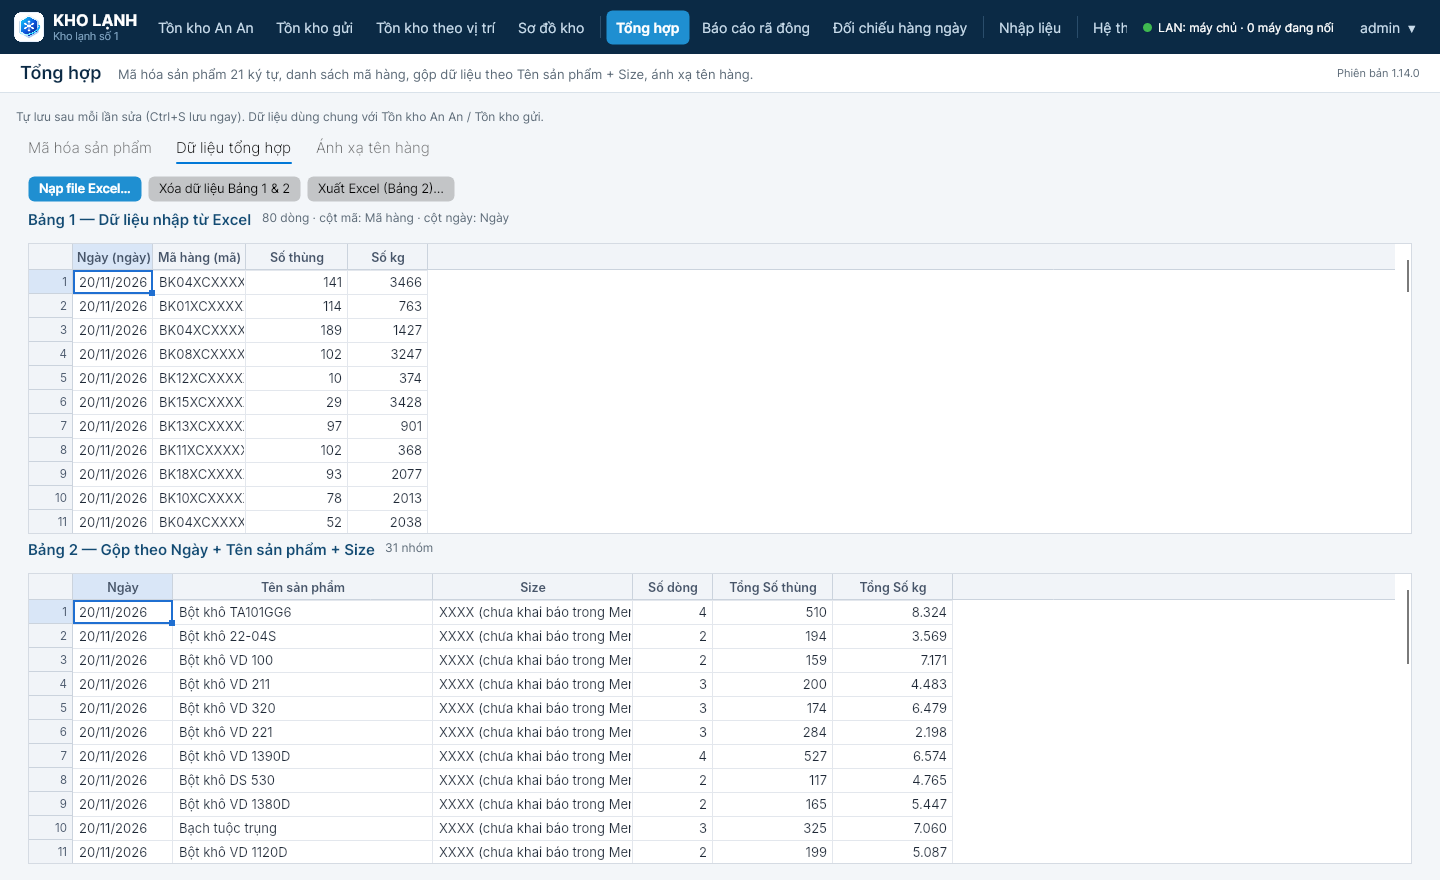 KHO LẠNH
Kho lạnh số 1
Tồn kho An An
Tồn kho gửi
Tồn kho theo vị trí
Sơ đồ kho
Tổng hợp
Báo cáo rã đông
Đối chiếu hàng ngày
Nhập liệu
Hệ th
LAN: máy chủ · 0 máy đang nối
admin ▾
Tổng hợp
Mã hóa sản phẩm 21 ký tự, danh sách mã hàng, gộp dữ liệu theo Tên sản phẩm + Size, ánh xạ tên hàng.
Phiên bản 1.14.0
Tự lưu sau mỗi lần sửa (Ctrl+S lưu ngay). Dữ liệu dùng chung với Tồn kho An An / Tồn kho gửi.
Mã hóa sản phẩm
Dữ liệu tổng hợp
Ánh xạ tên hàng
Nạp file Excel...
Xóa dữ liệu Bảng 1 & 2
Xuất Excel (Bảng 2)...
Bảng 1 — Dữ liệu nhập từ Excel
80 dòng · cột mã: Mã hàng · cột ngày: Ngày
Ngày (ngày) Mã hàng (mã) Số thùng Số kg
1 20/11/2026 BK04XCXXXX 141 3466
2 20/11/2026 BK01XCXXXX 114 763
3 20/11/2026 BK04XCXXXX 189 1427
4 20/11/2026 BK08XCXXXX 102 3247
5 20/11/2026 BK12XCXXXX 10 374
6 20/11/2026 BK15XCXXXX 29 3428
7 20/11/2026 BK13XCXXXX 97 901
8 20/11/2026 BK11XCXXXX 102 368
9 20/11/2026 BK18XCXXXX 93 2077
10 20/11/2026 BK10XCXXXX 78 2013
11 20/11/2026 BK04XCXXXX 52 2038
Bảng 2 — Gộp theo Ngày + Tên sản phẩm + Size
31 nhóm
Ngày Tên sản phẩm Size Số dòng Tổng Số thùng Tổng Số kg
1 20/11/2026 Bột khô TA101GG6 XXXX (chưa khai báo trong Mer 4 510 8.324
2 20/11/2026 Bột khô 22-04S XXXX (chưa khai báo trong Mer 2 194 3.569
3 20/11/2026 Bột khô VD 100 XXXX (chưa khai báo trong Mer 2 159 7.171
4 20/11/2026 Bột khô VD 211 XXXX (chưa khai báo trong Mer 3 200 4.483
5 20/11/2026 Bột khô VD 320 XXXX (chưa khai báo trong Mer 3 174 6.479
6 20/11/2026 Bột khô VD 221 XXXX (chưa khai báo trong Mer 3 284 2.198
7 20/11/2026 Bột khô VD 1390D XXXX (chưa khai báo trong Mer 4 527 6.574
8 20/11/2026 Bột khô DS 530 XXXX (chưa khai báo trong Mer 2 117 4.765
9 20/11/2026 Bột khô VD 1380D XXXX (chưa khai báo trong Mer 2 165 5.447
10 20/11/2026 Bạch tuộc trụng XXXX (chưa khai báo trong Mer 3 325 7.060
11 20/11/2026 Bột khô VD 1120D XXXX (chưa khai báo trong Mer 2 199 5.087